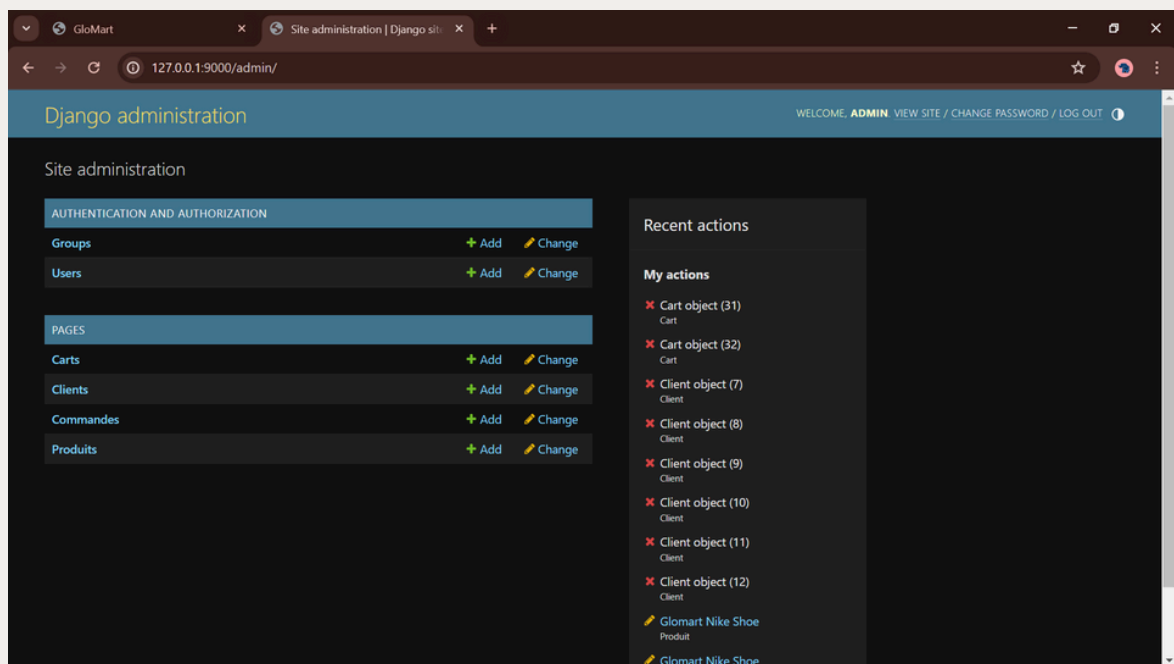 GloMart
Site administration | Django site
127.0.0.1:9000/admin/
Django administration
WELCOME, ADMIN. VIEW SITE / CHANGE PASSWORD / LOG OUT
Site administration
AUTHENTICATION AND AUTHORIZATION
Groups Add Change
Users Add Change
PAGES
Carts Add Change
Clients Add Change
Commandes Add Change
Produits Add Change
Recent actions
My actions
Cart object (31)
Cart
Cart object (32)
Cart
Client object (7)
Client
Client object (8)
Client
Client object (9)
Client
Client object (10)
Client
Client object (11)
Client
Client object (12)
Client
Glomart Nike Shoe
Produit
Glomart Nike Shoe